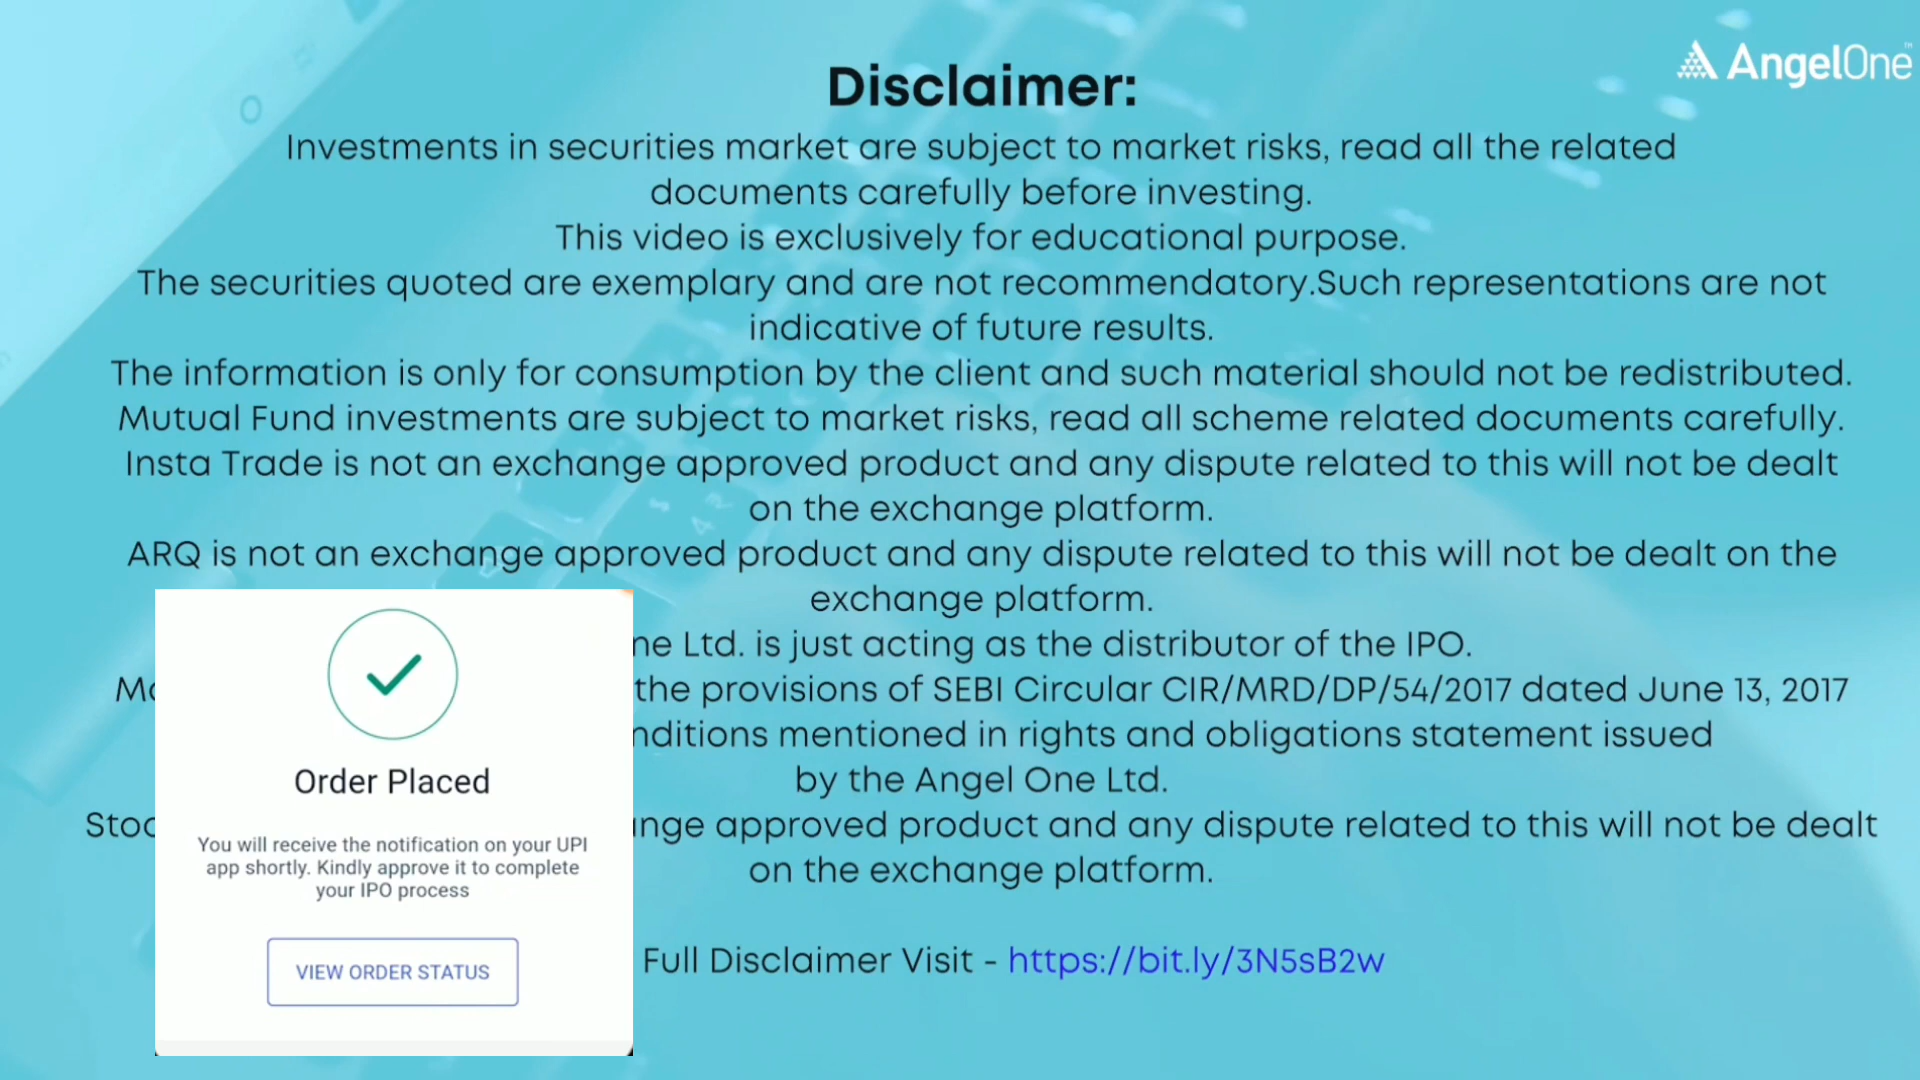 AngelOne
TM
Disclaimer:
Investments in securities market are subject to market risks, read all the related
documents carefully before investing.
This video is exclusively for educational purpose.
The securities quoted are exemplary and are not recommendatory.Such representations are not
indicative of future results.
The information is only for consumption by the client and such material should not be redistributed.
Mutual Fund investments are subject to market risks, read all scheme related documents carefully.
Insta Trade is not an exchange approved product and any dispute related to this will not be dealt
on the exchange platform.
ARQ is not an exchange approved product and any dispute related to this will not be dealt on the
exchange platform.
Ltd. is just acting as the distributor of the IPO.
the provisions of SEBI Circular CIR/MRD/DP/54/2017 dated June 13, 2017
mentioned in rights and obligations statement issued
by the Angel One Ltd.
approved product and any dispute related to this will not be dealt
on the exchange platform.
Full Disclaimer Visit - https://bit.ly/3N5sB2w
Order Placed
You will receive the notification on your UPI
app shortly. Kindly approve it to complete
your IPO process
VIEW ORDER STATUS